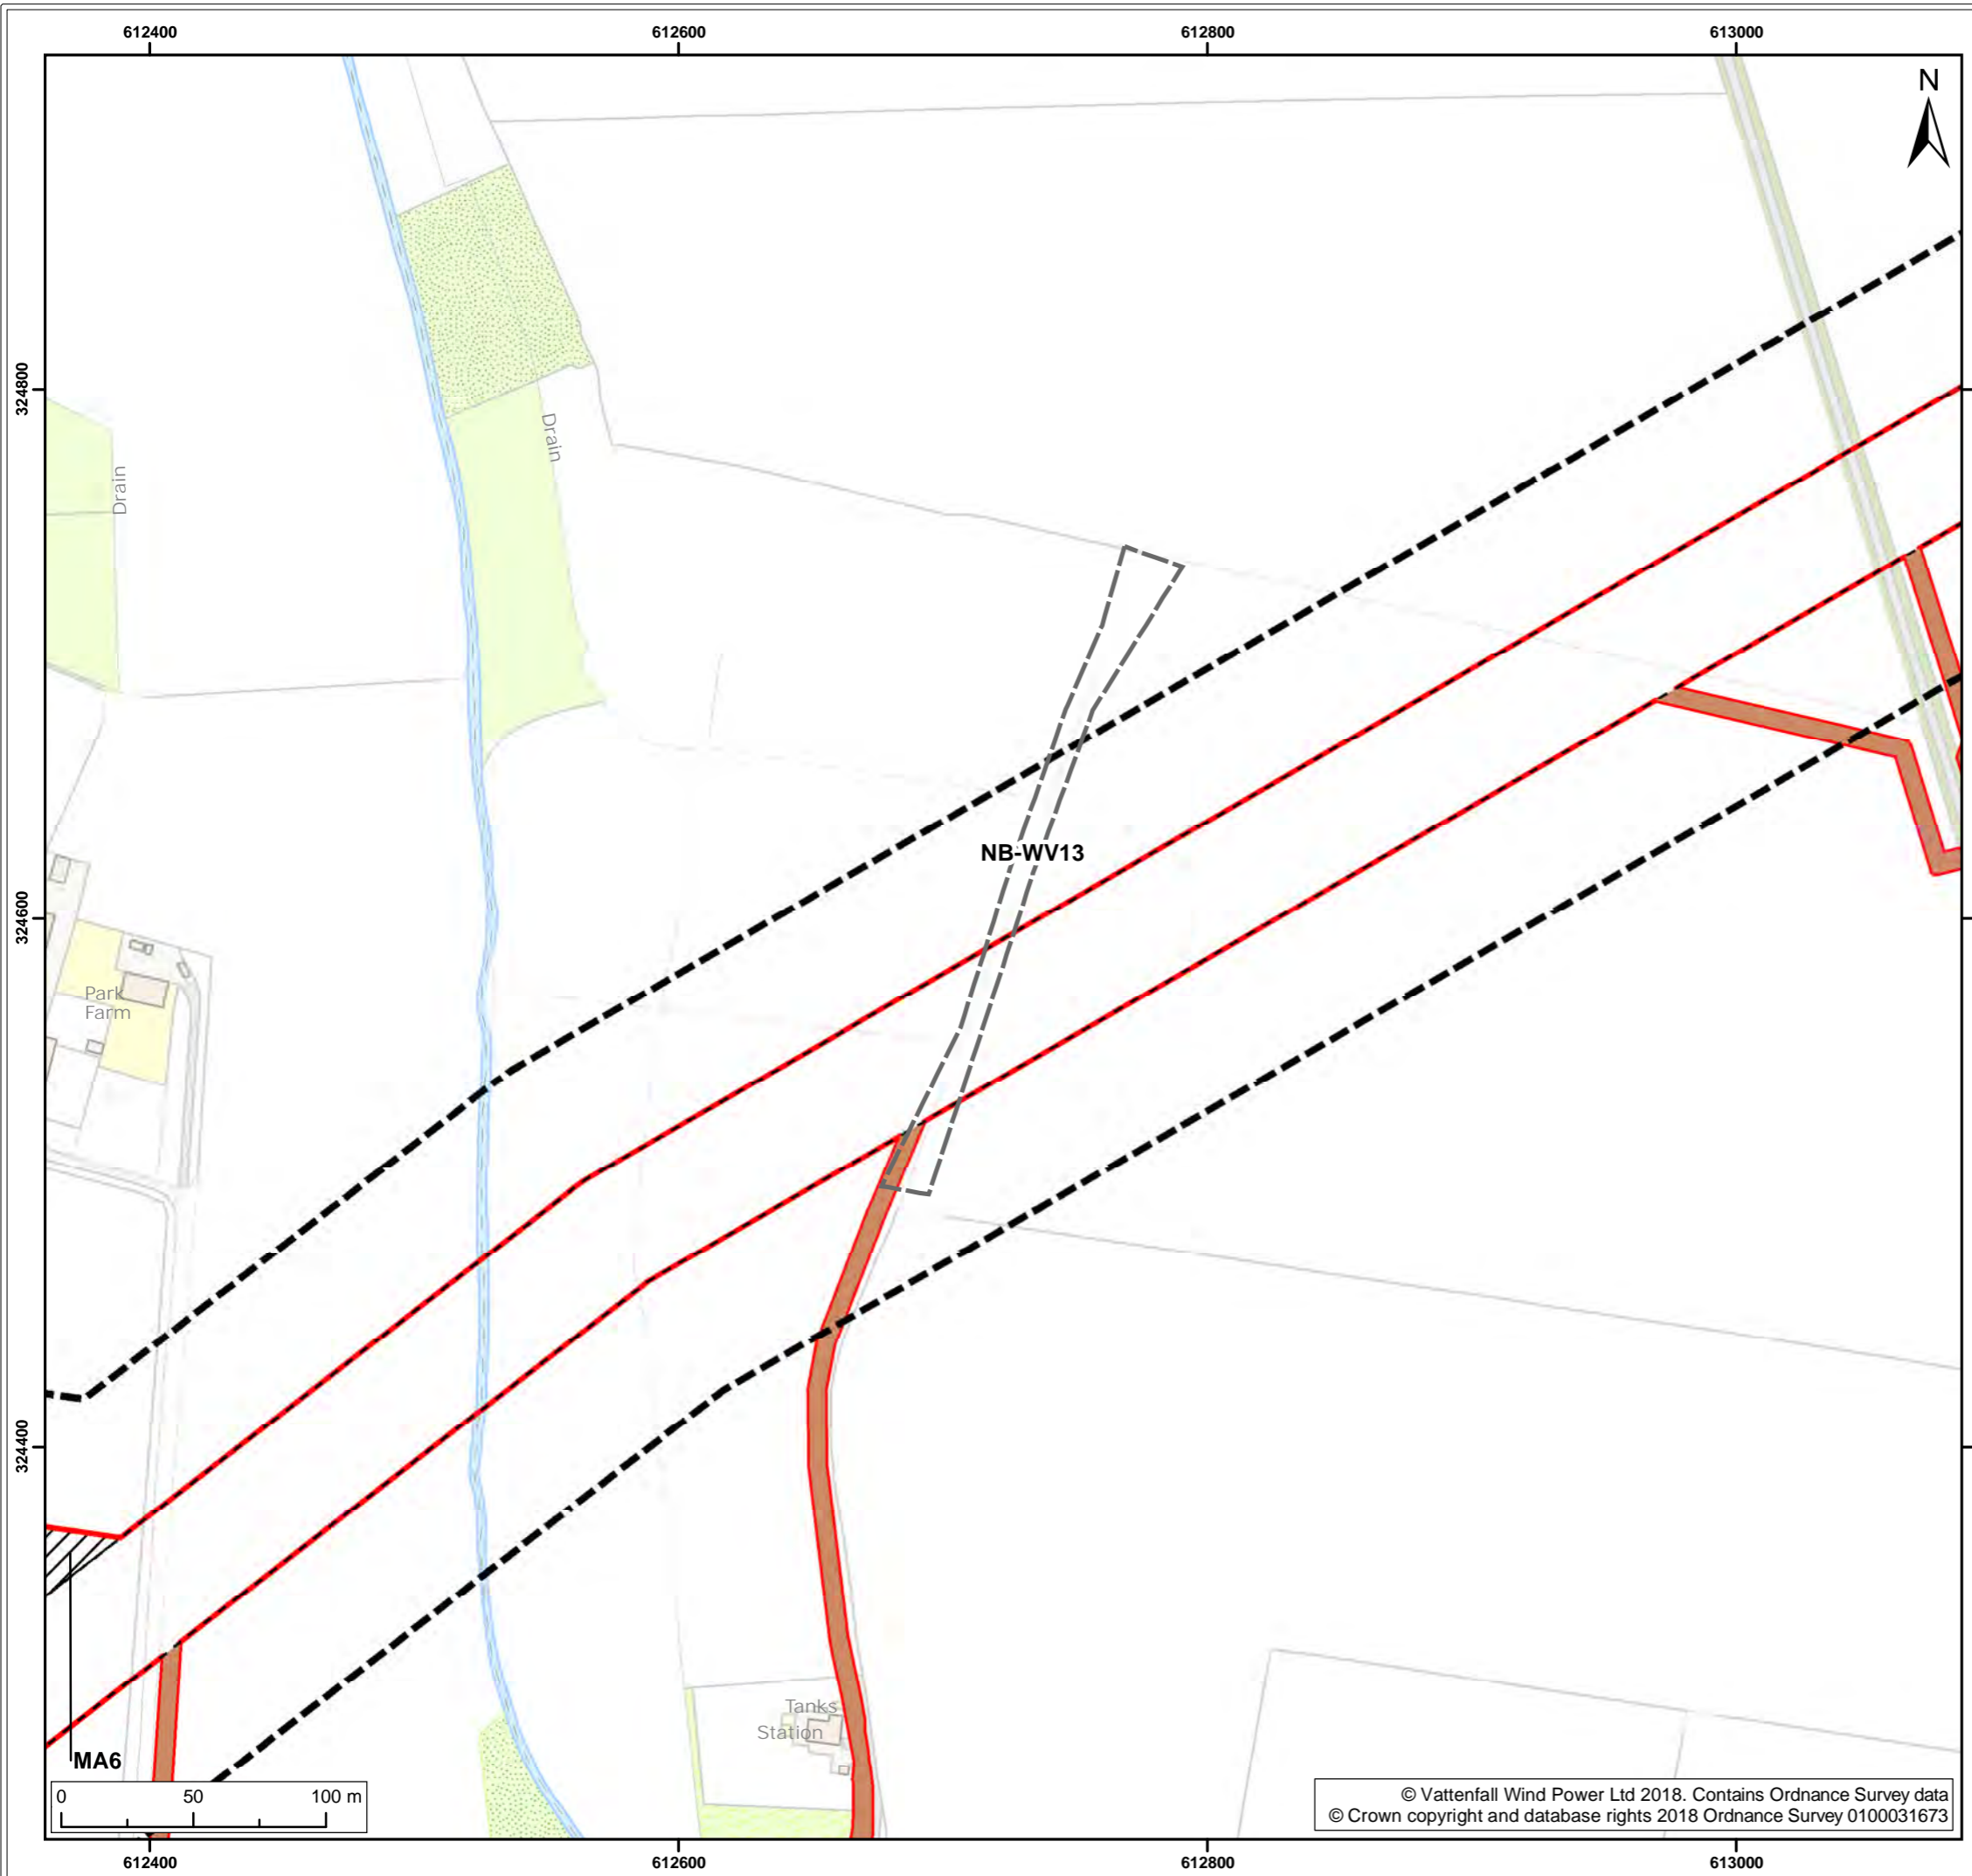 612400
612600
612800
613000
N
324800
Drain
Drain
NB-WV13
324600
Park
Farm
324400
Tanks
Station
MA6
0 50 100 m
© Vattenfall Wind Power Ltd 2018. Contains Ordnance Survey data
© Crown copyright and database rights 2018 Ordnance Survey 0100031673
612400
612600
612800
613000